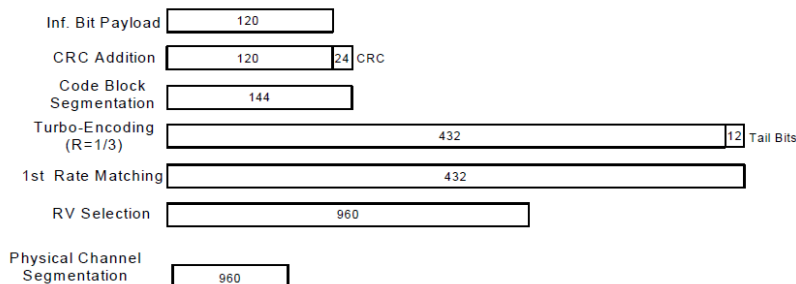 Inf. Bit Payload 120
CRC Addition 120 24 CRC
Code Block
Segmentation 144
Turbo-Encoding
(R=1/3) 432 12 Tail Bits
1st Rate Matching 432
RV Selection 960
Physical Channel
Segmentation 960